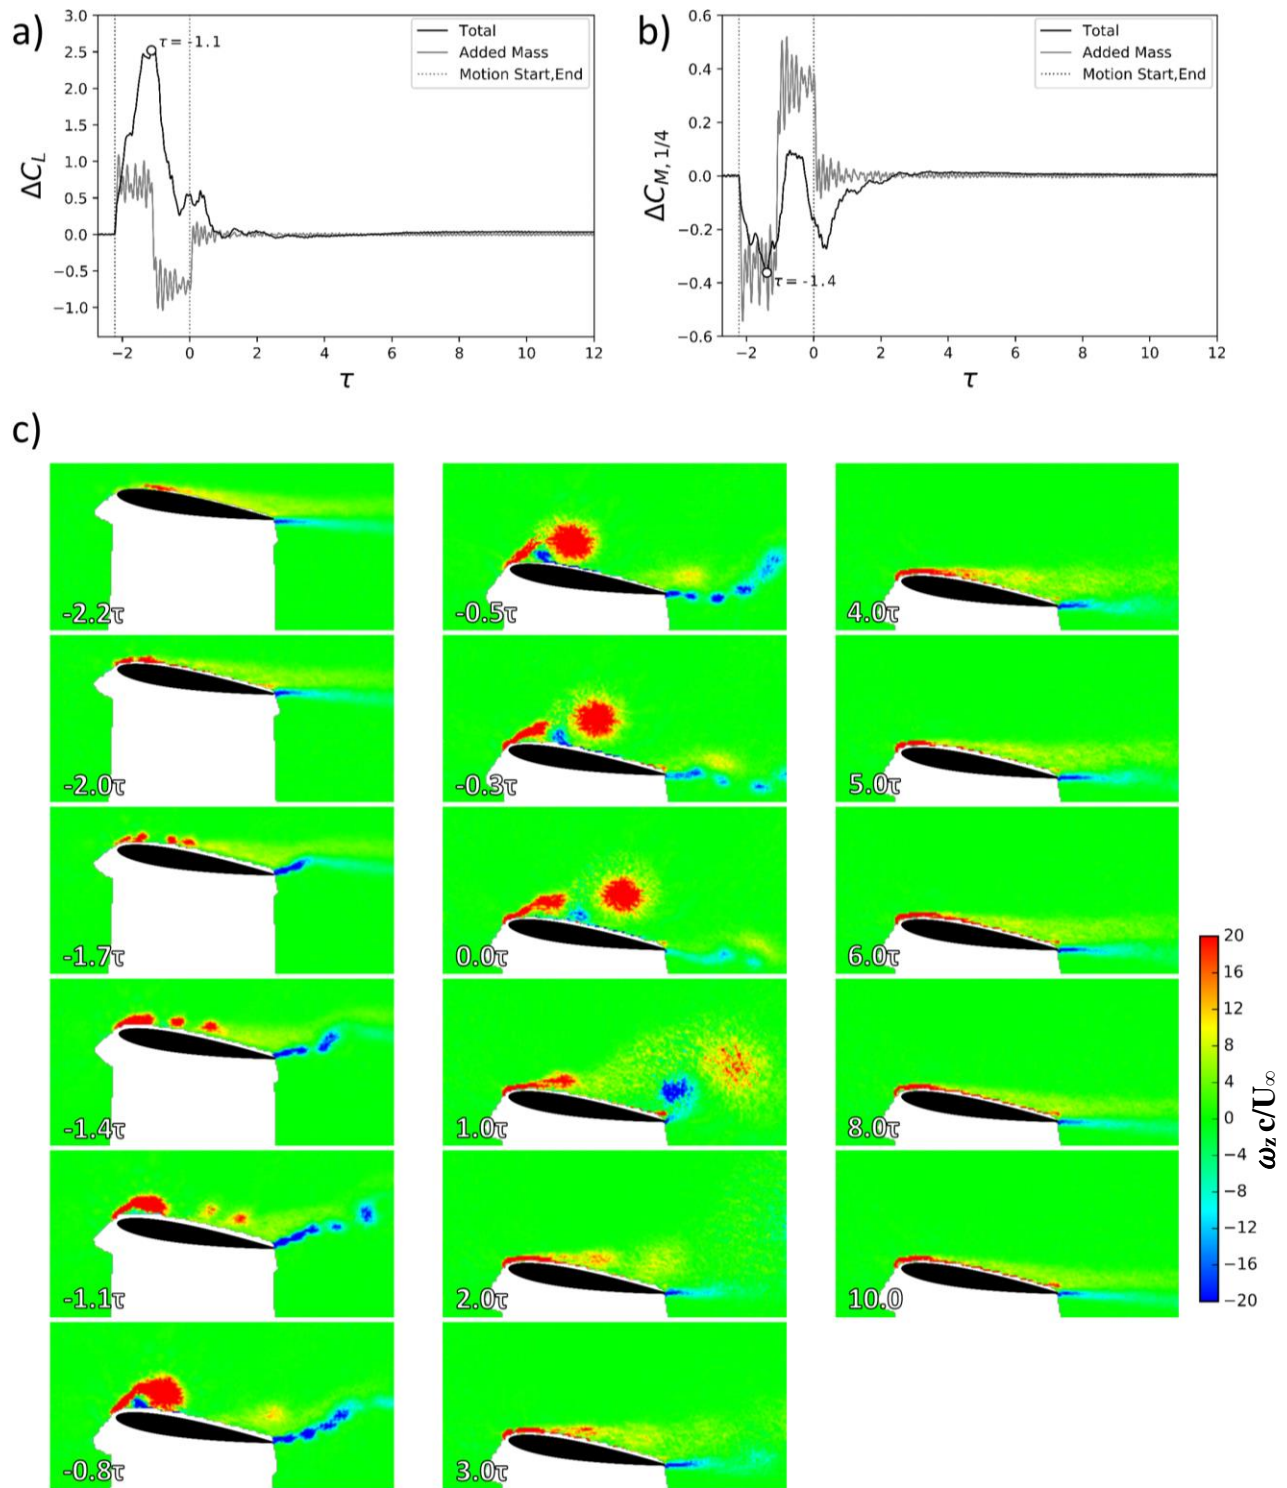 a)
3.0
2.5
2.0
1.5
1.0
0.5
0.0
−0.5
−1.0
−2
0
2
4
6
8
10
12
ΔC_L
τ
τ = -1.1
Total
Added Mass
Motion Start,End
b)
0.6
0.4
0.2
0.0
−0.2
−0.4
−0.6
−2
0
2
4
6
8
10
12
ΔC_M, 1/4
τ
τ = -1.4
Total
Added Mass
Motion Start,End
c)
-2.2τ
-2.0τ
-1.7τ
-1.4τ
-1.1τ
-0.8τ
-0.5τ
-0.3τ
0.0τ
1.0τ
2.0τ
3.0τ
4.0τ
5.0τ
6.0τ
8.0τ
10.0
20
16
12
8
4
0
−4
−8
−12
−16
−20
ω_z c/U_∞